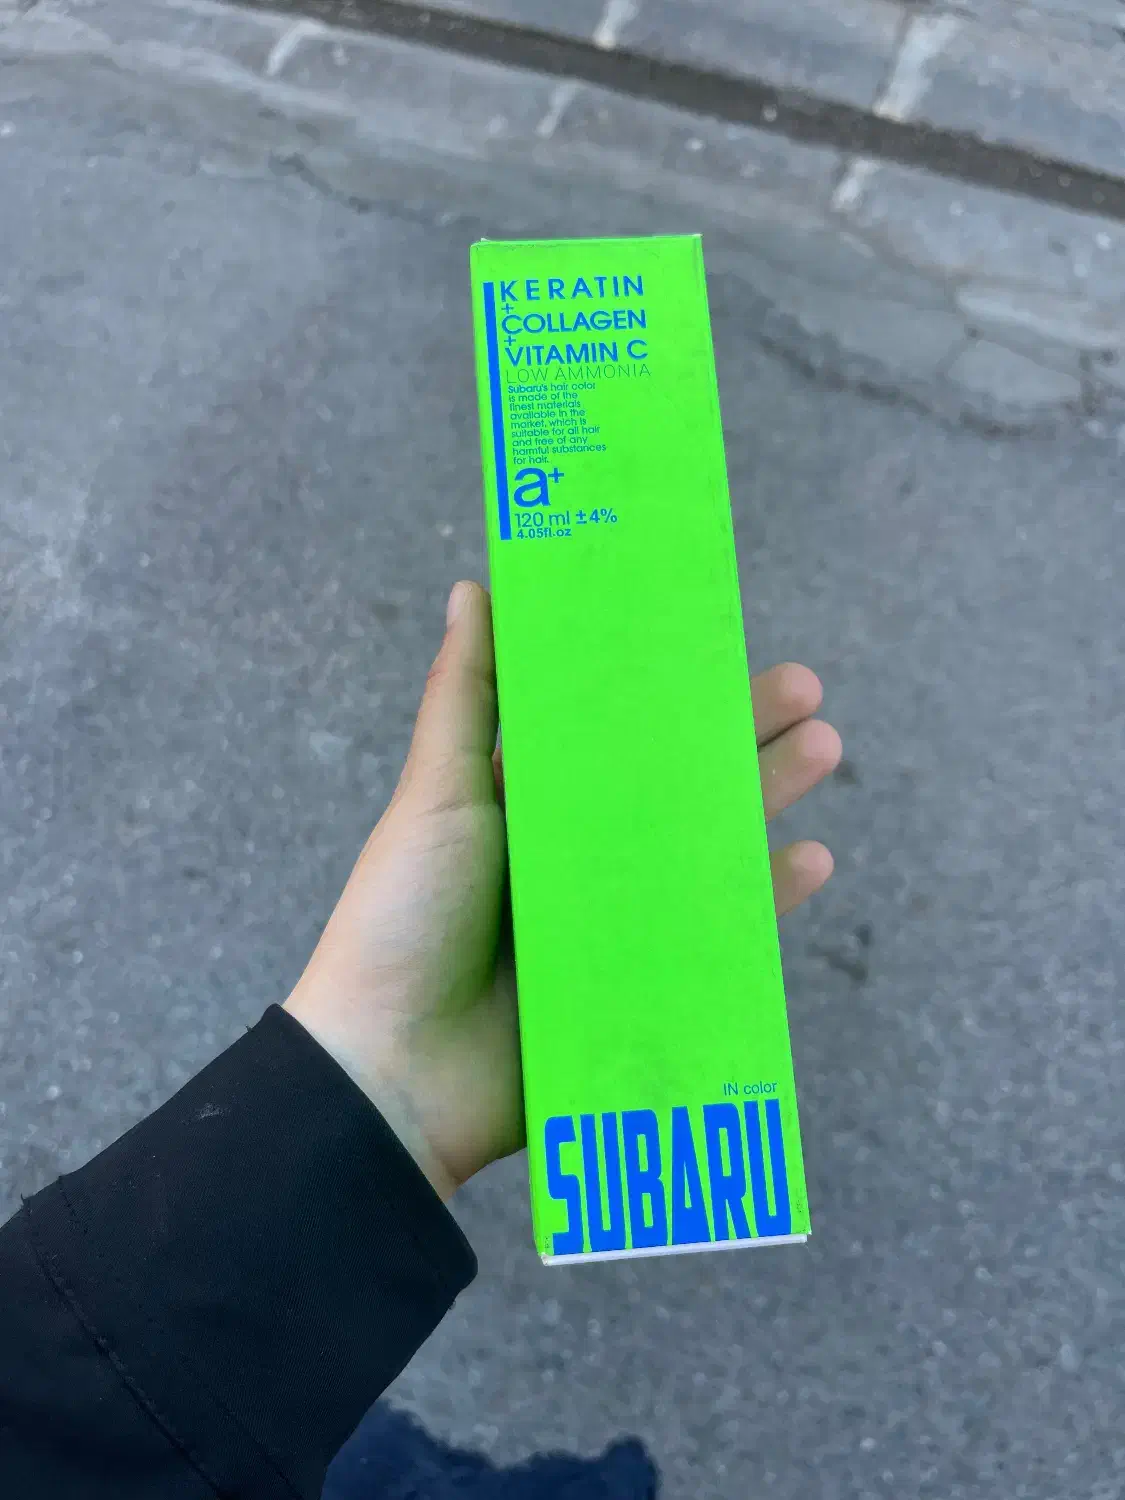 KERATIN
+
COLLAGEN
+
VITAMIN C
LOW AMMONIA
Subaru's hair color
is made of the
finest materials
available in the
market, which is
suitable for all hair
and free of any
harmful substances
for hair.
a+
120 ml ±4%
4.05fl.oz
IN color
SUBARU